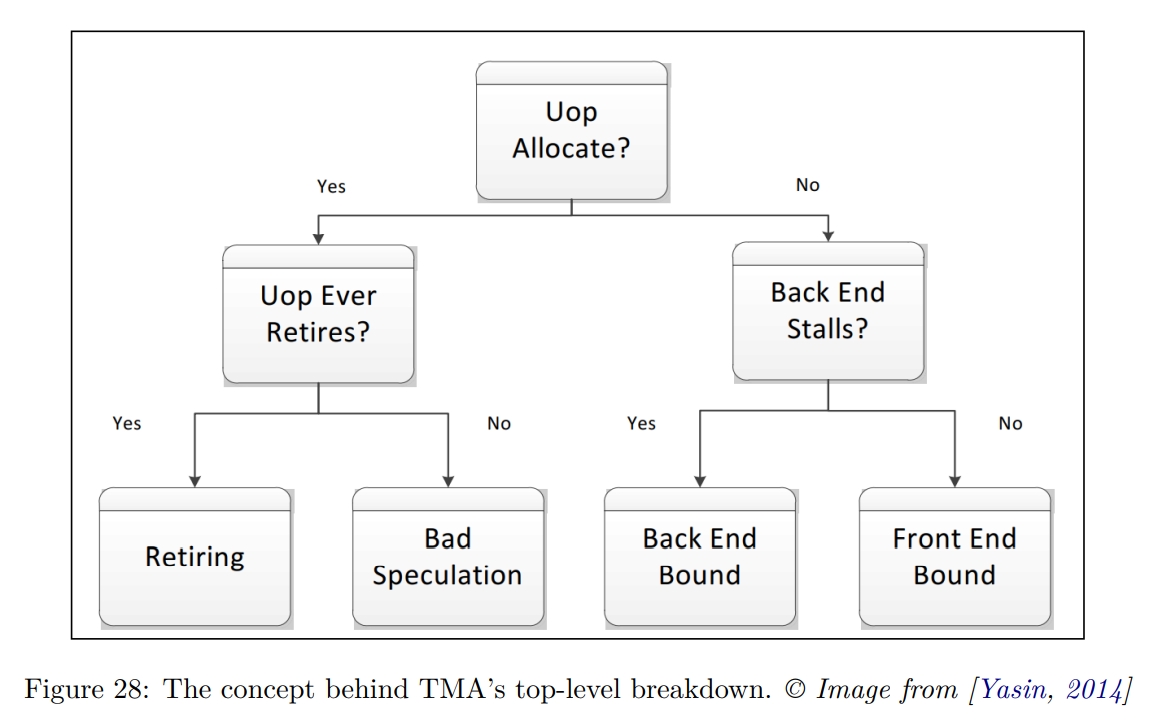 Uop
Allocate?
Yes
No
Uop Ever
Retires?
Back End
Stalls?
Yes
No
Yes
No
Retiring
Bad
Speculation
Back End
Bound
Front End
Bound
Figure 28: The concept behind TMA's top-level breakdown. © Image from [Yasin, 2014]